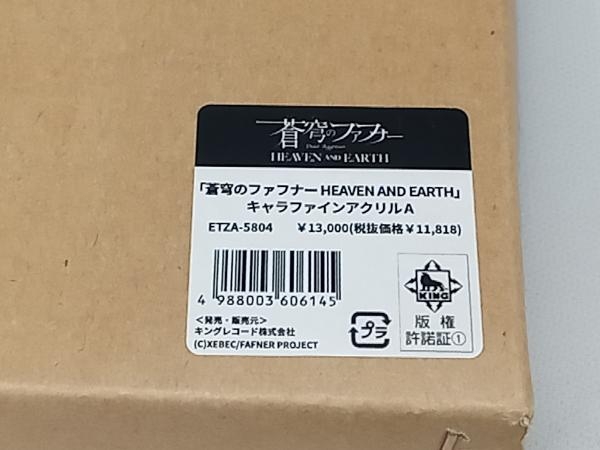 蒼穹のファフナー
Dead Aggressor
HEAVEN AND EARTH
「蒼穹のファフナー HEAVEN AND EARTH」
キャラファインアクリル A
ETZA-5804 ￥13,000(税抜価格￥11,818)
4 988003 606145
＜発売・販売元＞
キングレコード株式会社
(C)XEBEC/FAFNER PROJECT
プラ
KING
版権
許諾証①